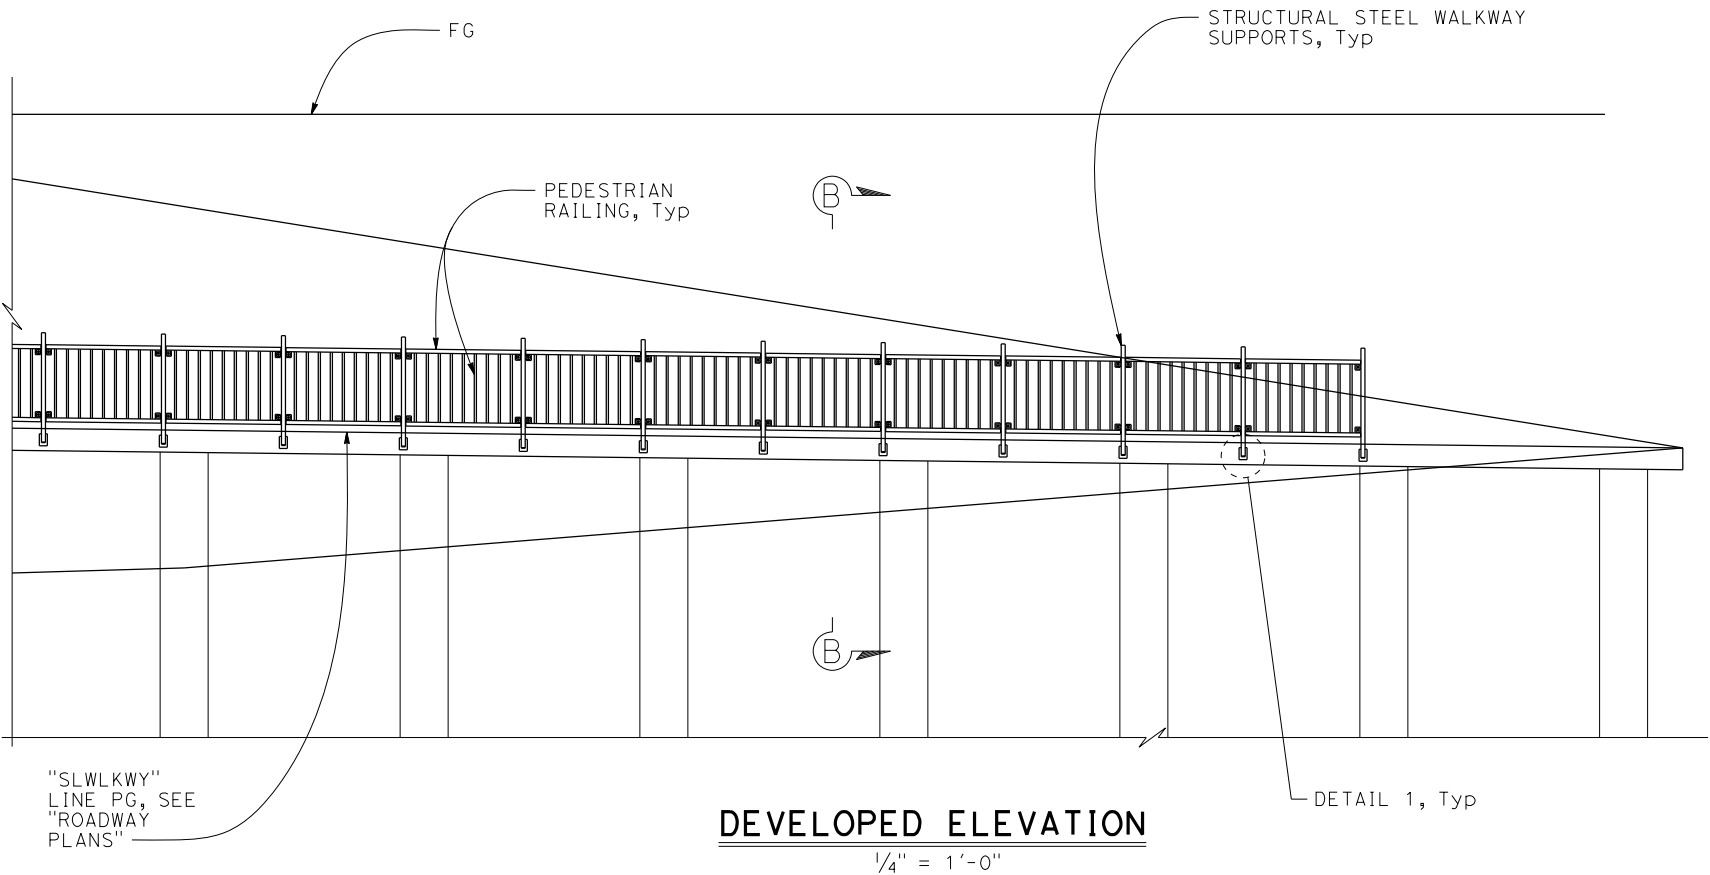 FG
STRUCTURAL STEEL WALKWAY
SUPPORTS, Typ
PEDESTRIAN
RAILING, Typ
B
B
"SLWLKWY"
LINE PG, SEE
"ROADWAY
PLANS"
DETAIL 1, Typ
DEVELOPED ELEVATION
1/4" = 1'-0"